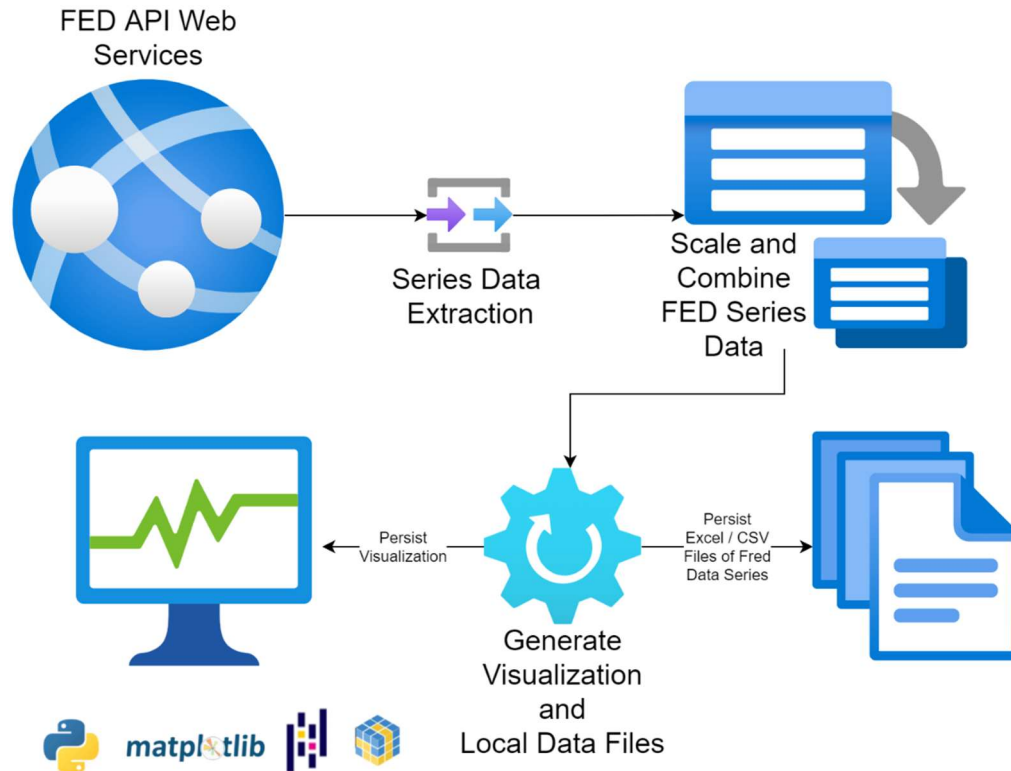 FED API Web
Services
Series Data
Extraction
Scale and
Combine
FED Series
Data
Persist
Visualization
Persist
Excel / CSV
Files of Fred
Data Series
Generate
Visualization
and
Local Data Files
matplotlib